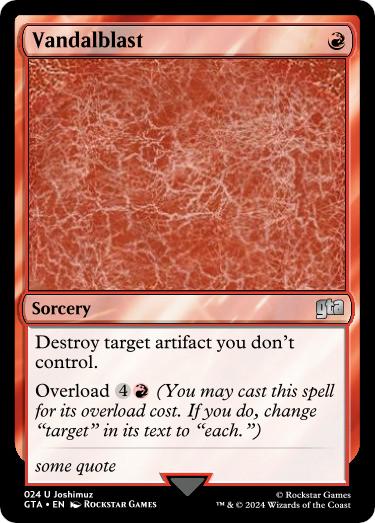 Vandalblast
Sorcery
gta
Destroy target artifact you don't
control.
Overload 4 (You may cast this spell
for its overload cost. If you do, change
“target” in its text to “each.”)
some quote
024 U Joshimuz
GTA • EN Rockstar Games
© Rockstar Games
™ & © 2024 Wizards of the Coast